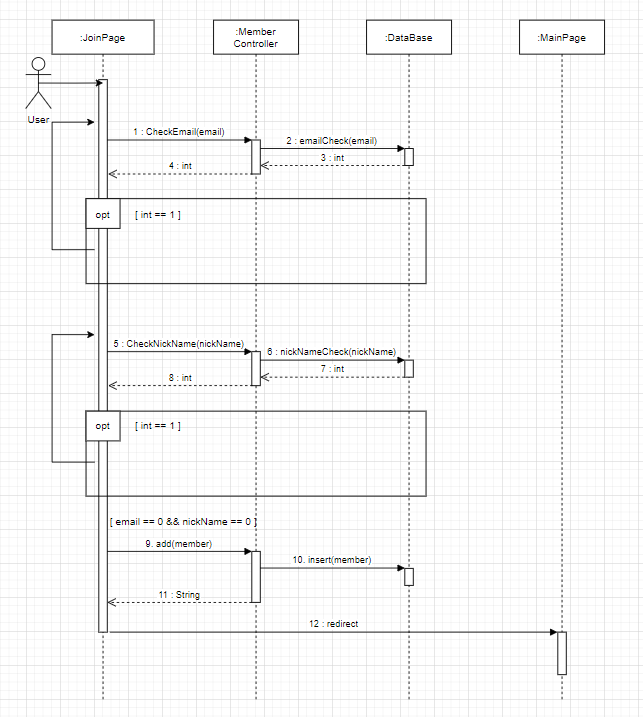 :JoinPage
:Member
Controller
:DataBase
:MainPage
User
1 : CheckEmail(email)
2 : emailCheck(email)
3 : int
4 : int
opt
[ int == 1 ]
5 : CheckNickName(nickName)
6 : nickNameCheck(nickName)
7 : int
8 : int
opt
[ int == 1 ]
[ email == 0 && nickName == 0 ]
9. add(member)
10. insert(member)
11 : String
12 : redirect